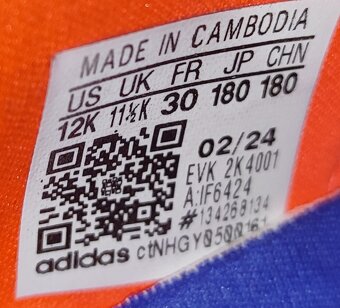 MADE IN CAMBODIA
US UK FR JP CHN
12K 11½K 30 180 180
02/24
EVK 2K4001
A:IF6424
#134268134
adidas